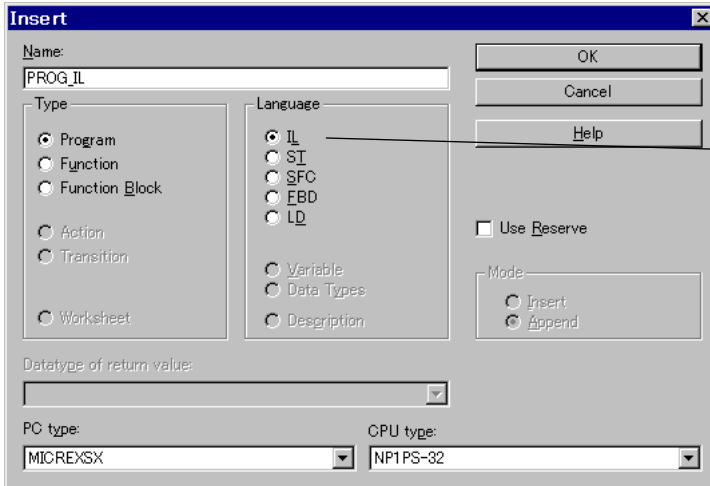 Insert
Name:
PROG_IL
OK
Cancel
Help
Type
Program
Function
Function Block
Action
Transition
Worksheet
Language
IL
ST
SFC
FBD
LD
Variable
Data Types
Description
Use Reserve
Mode
Insert
Append
Datatype of return value:
PC type:
MICREXSX
CPU type:
NP1PS-32